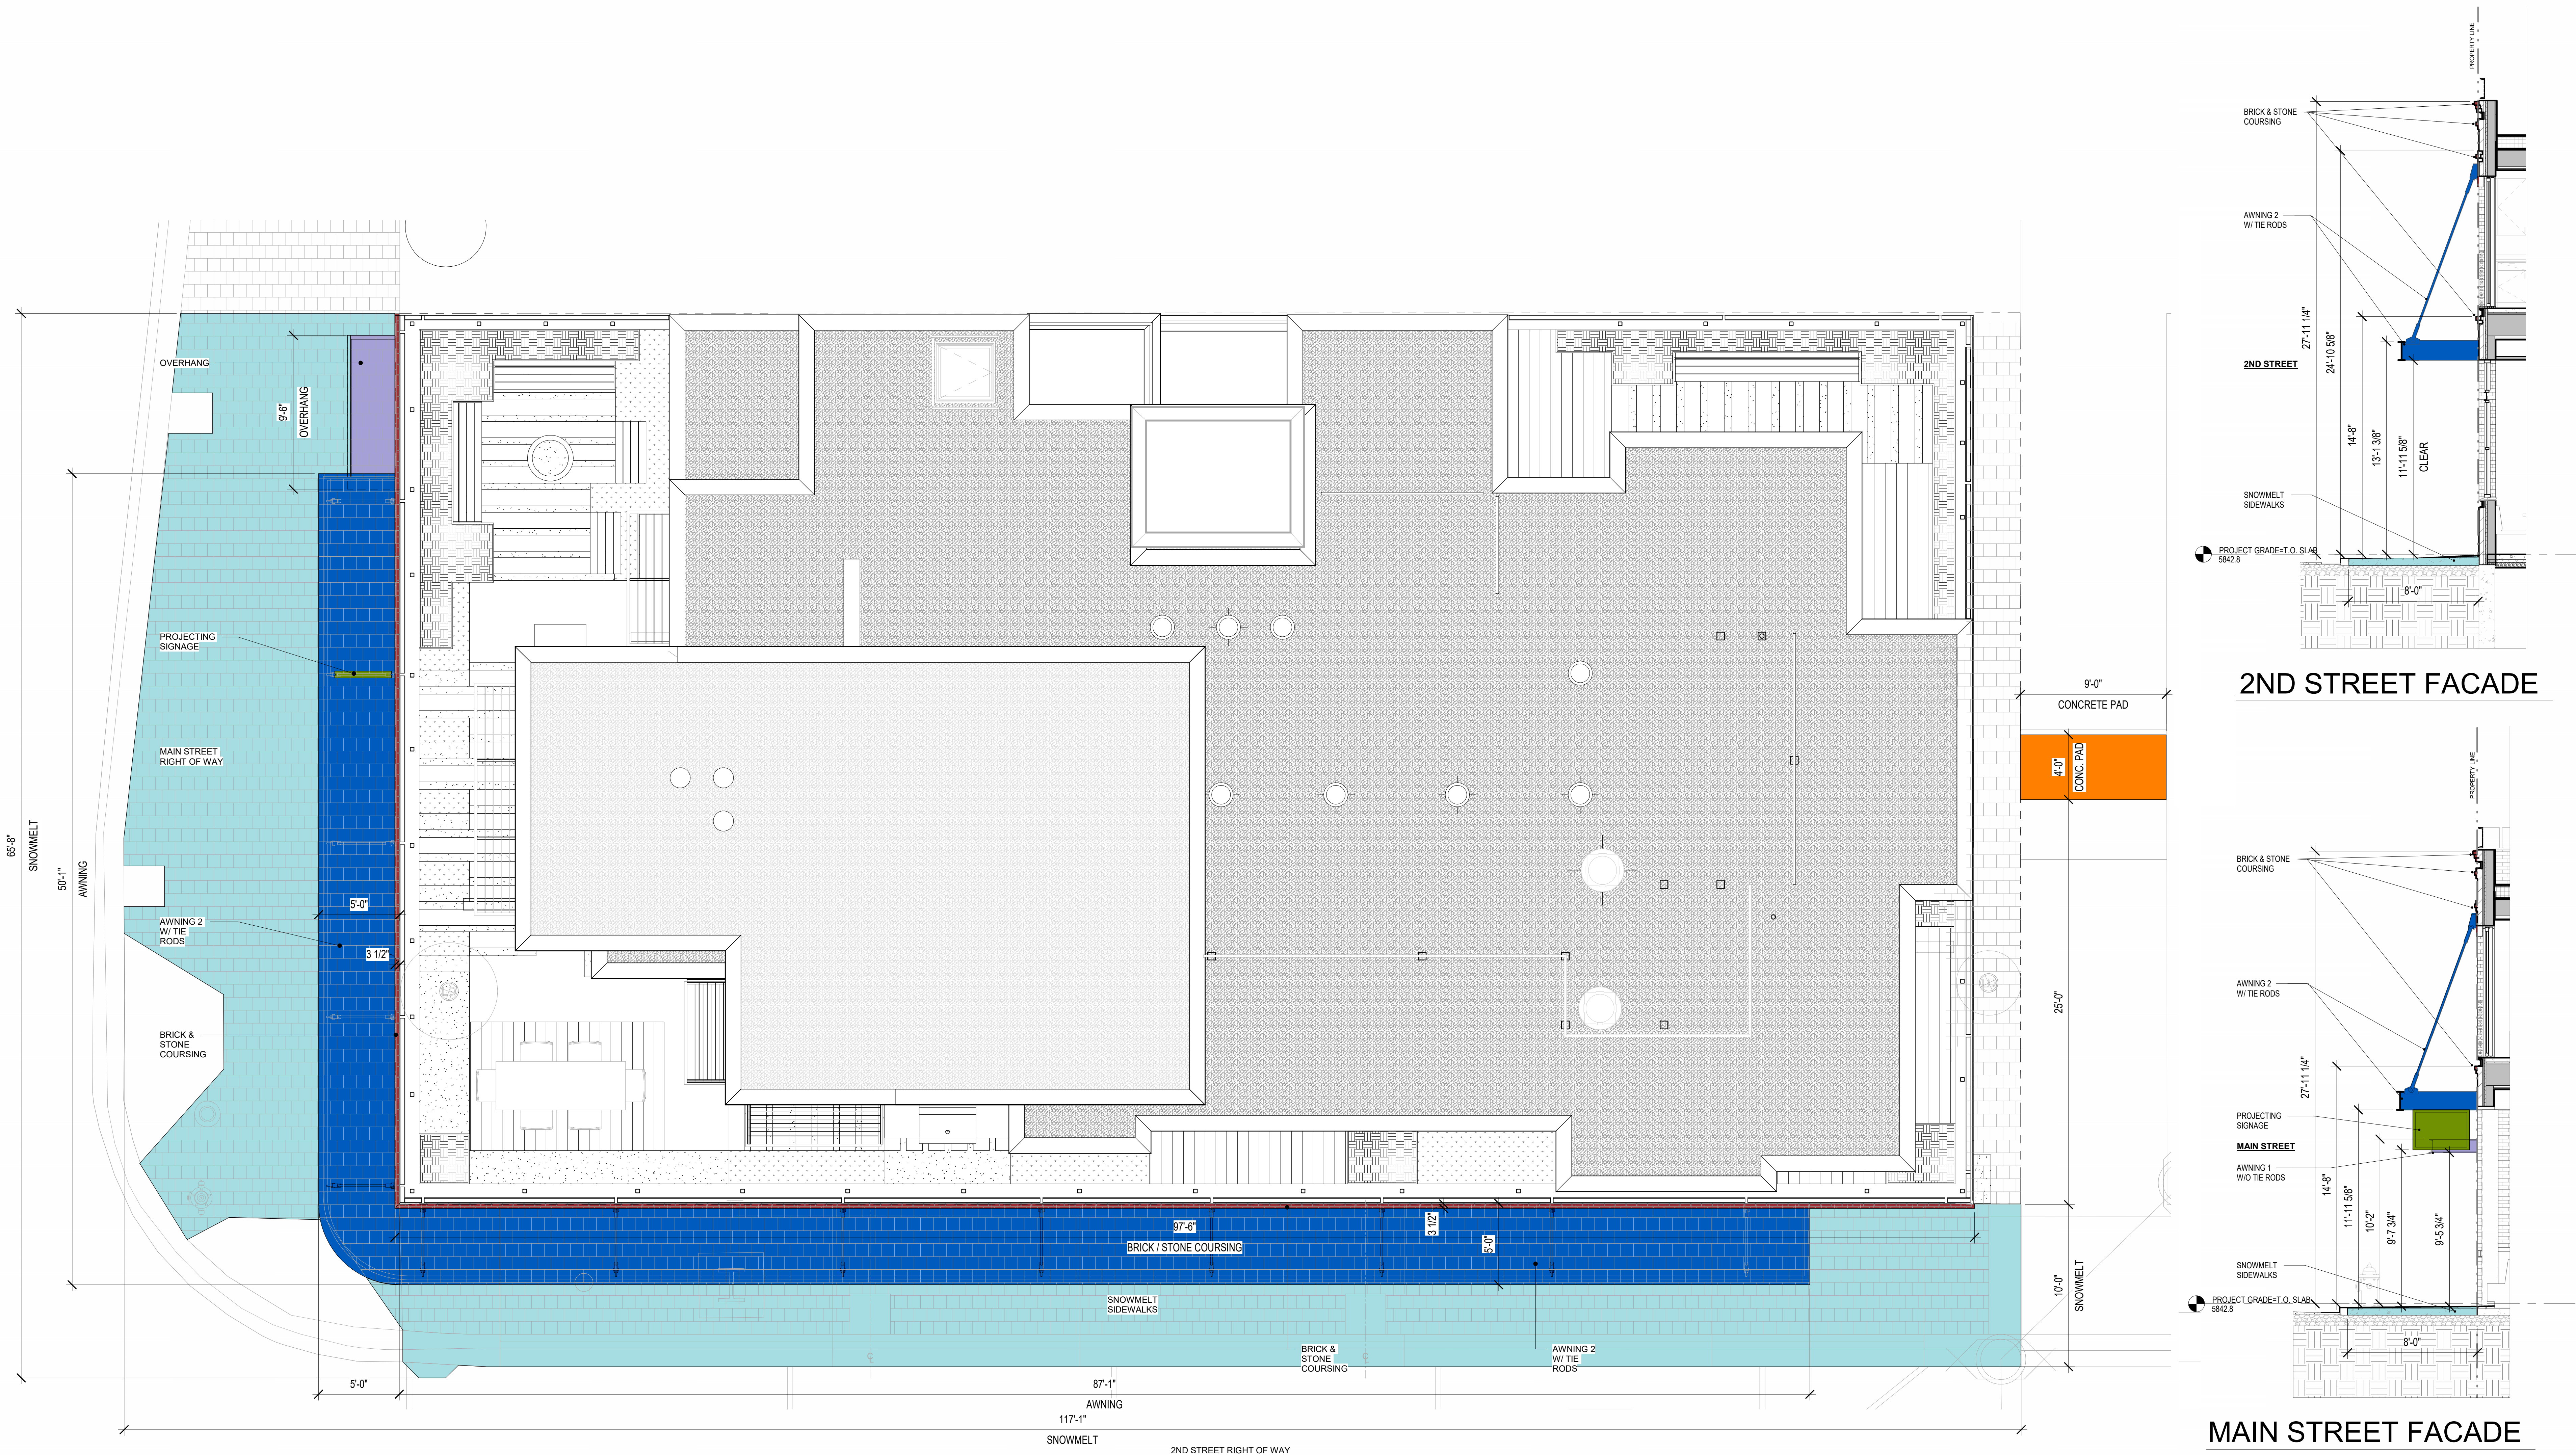 OVERHANG
9'-6"
OVERHANG
PROJECTING
SIGNAGE
MAIN STREET
RIGHT OF WAY
65'-8"
SNOWMELT
50'-1"
AWNING
5'-0"
AWNING 2
W/ TIE
RODS
3 1/2"
BRICK &
STONE
COURSING
97'-6"
BRICK / STONE COURSING
3 1/2"
5'-0"
SNOWMELT
SIDEWALKS
BRICK &
STONE
COURSING
AWNING 2
W/ TIE
RODS
5'-0"
87'-1"
AWNING
117'-1"
SNOWMELT
2ND STREET RIGHT OF WAY
9'-0"
CONCRETE PAD
4'-0"
CONC. PAD
25'-0"
10'-0"
SNOWMELT
PROPERTY LINE
BRICK & STONE
COURSING
AWNING 2
W/ TIE RODS
27'-11 1/4"
24'-10 5/8"
2ND STREET
14'-8"
13'-1 3/8"
11'-11 5/8"
CLEAR
SNOWMELT
SIDEWALKS
PROJECT GRADE=T.O. SLAB
5842.8
8'-0"
2ND STREET FACADE
PROPERTY LINE
BRICK & STONE
COURSING
AWNING 2
W/ TIE RODS
27'-11 1/4"
PROJECTING
SIGNAGE
MAIN STREET
AWNING 1
W/O TIE RODS
14'-8"
11'-11 5/8"
10'-2"
9'-7 3/4"
9'-5 3/4"
SNOWMELT
SIDEWALKS
PROJECT GRADE=T.O. SLAB
5842.8
8'-0"
MAIN STREET FACADE